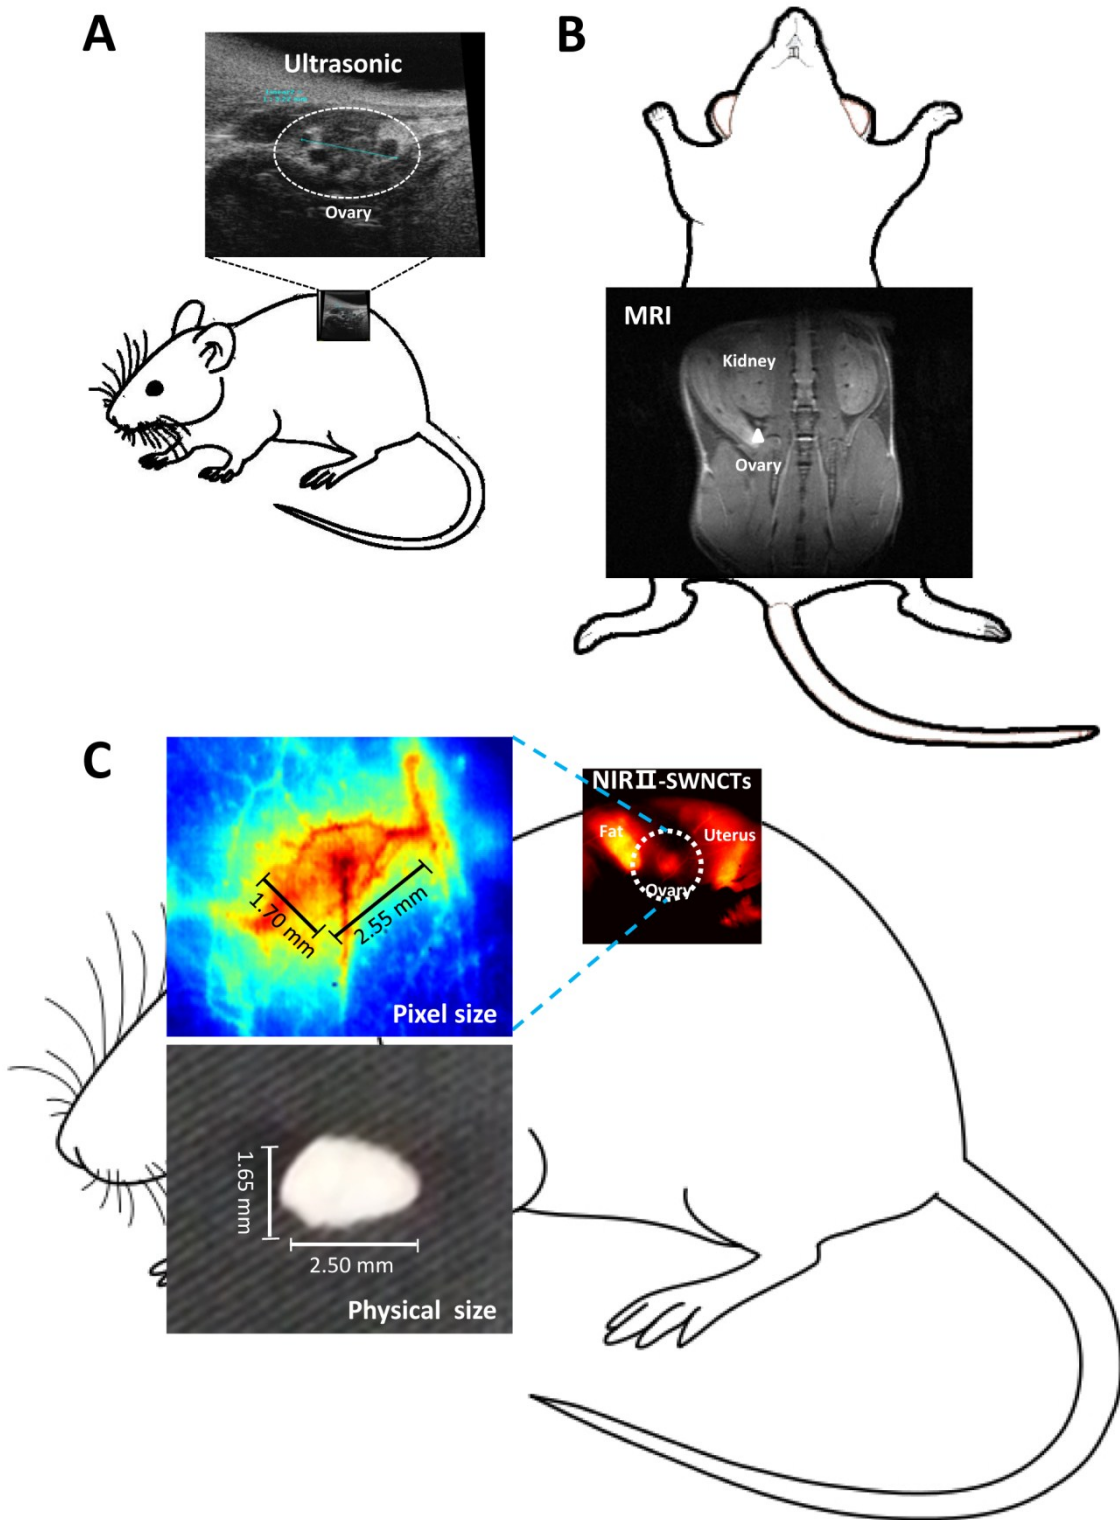 A
Ultrasonic
Ovary
B
MRI
Kidney
Ovary
C
1.70 mm
2.55 mm
Pixel size
NIRⅡ-SWNCTs
Fat
Uterus
Ovary
1.65 mm
2.50 mm
Physical size